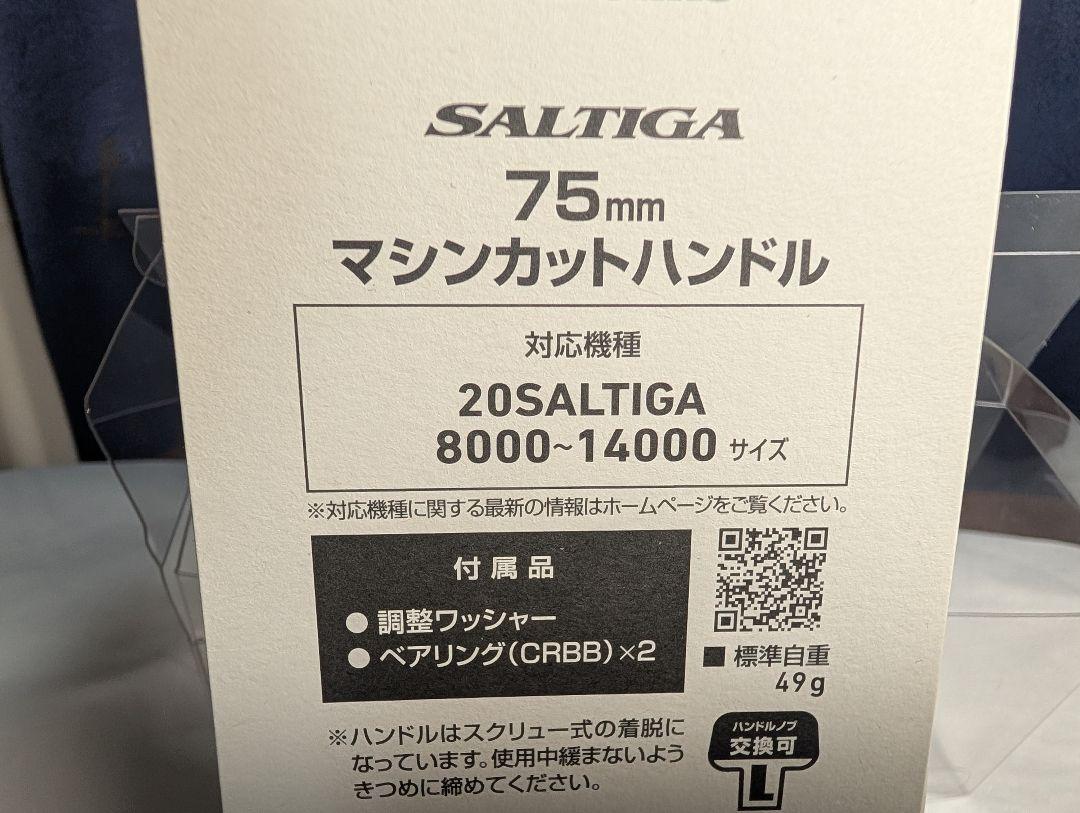 SALTIGA
75mm
マシンカットハンドル
対応機種
20SALTIGA
8000~14000 サイズ
※対応機種に関する最新の情報はホームページをご覧ください。
付属品
● 調整ワッシャー
● ベアリング(CRBB)×2
■ 標準自重
49g
※ハンドルはスクリュー式の着脱に
なっています。使用中緩まないよう
きつめに締めてください。
ハンドルノブ
交換可
L